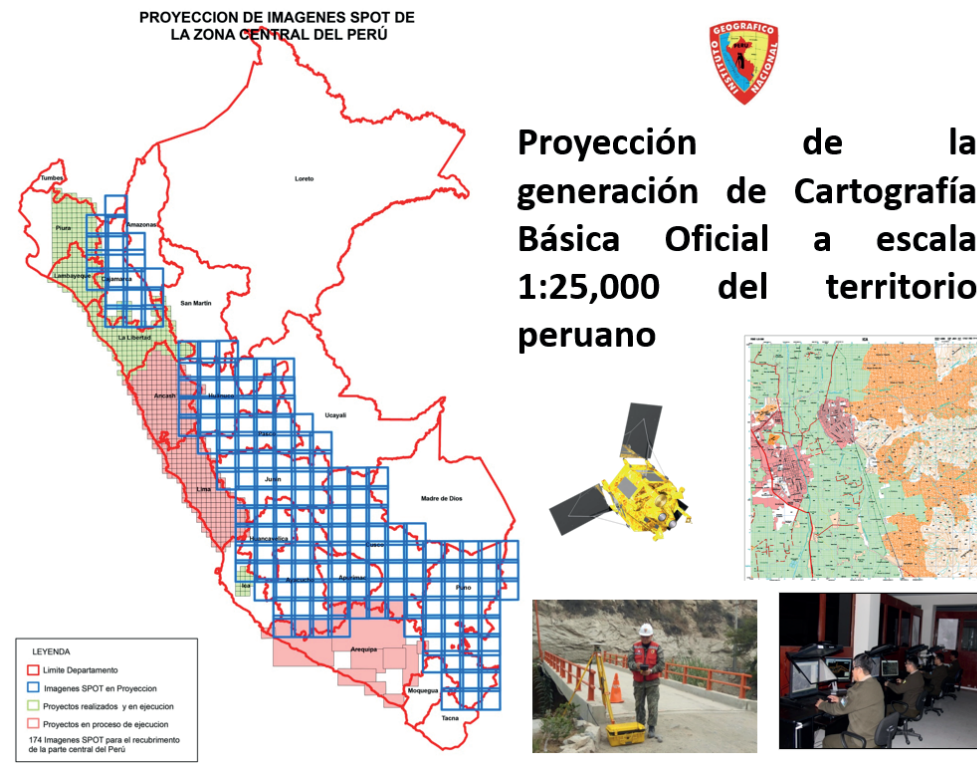 PROYECCION DE IMAGENES SPOT DE
LA ZONA CENTRAL DEL PERÚ
Tumbes
Loreto
Piura
Amazonas
Lambayeque
Cajamarca
San Martín
La Libertad
Ancash
Huánuco
Ucayali
Pasco
Junín
Lima
Madre de Dios
Huancavelica
Cusco
Ayacucho
Apurímac
Ica
Puno
Arequipa
Moquegua
Tacna
LEYENDA
Limite Departamento
Imagenes SPOT en Proyeccion
Proyectos realizados y en ejecucion
Proyectos en proceso de ejecucion
174 Imagenes SPOT para el recubrimento
de la parte central del Perú
INSTITUTO GEOGRAFICO NACIONAL
PERU
Proyección de la
generación de Cartografía
Básica Oficial a escala
1:25,000 del territorio
peruano
ICA